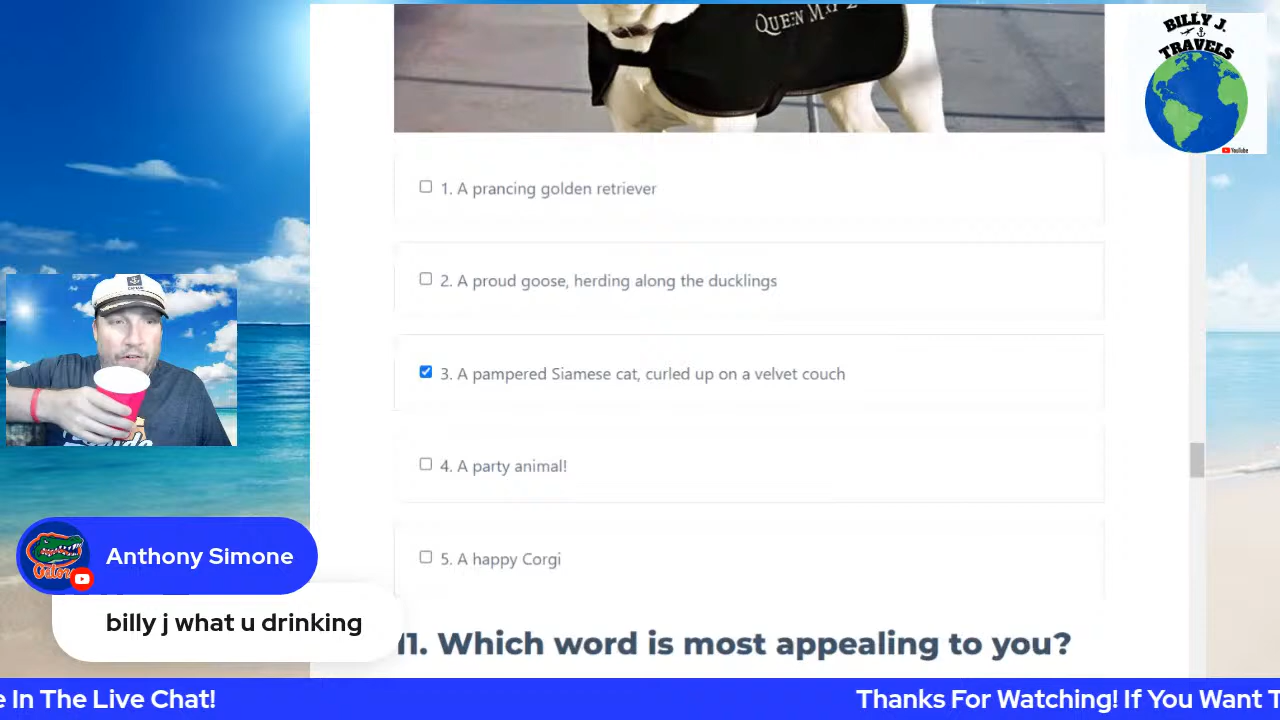 QUEEN MARY 2
BILLY J.
TRAVELS
YouTube
1. A prancing golden retriever
2. A proud goose, herding along the ducklings
3. A pampered Siamese cat, curled up on a velvet couch
4. A party animal!
5. A happy Corgi
Gators
Anthony Simone
billy j what u drinking
11. Which word is most appealing to you?
e In The Live Chat!
Thanks For Watching! If You Want T